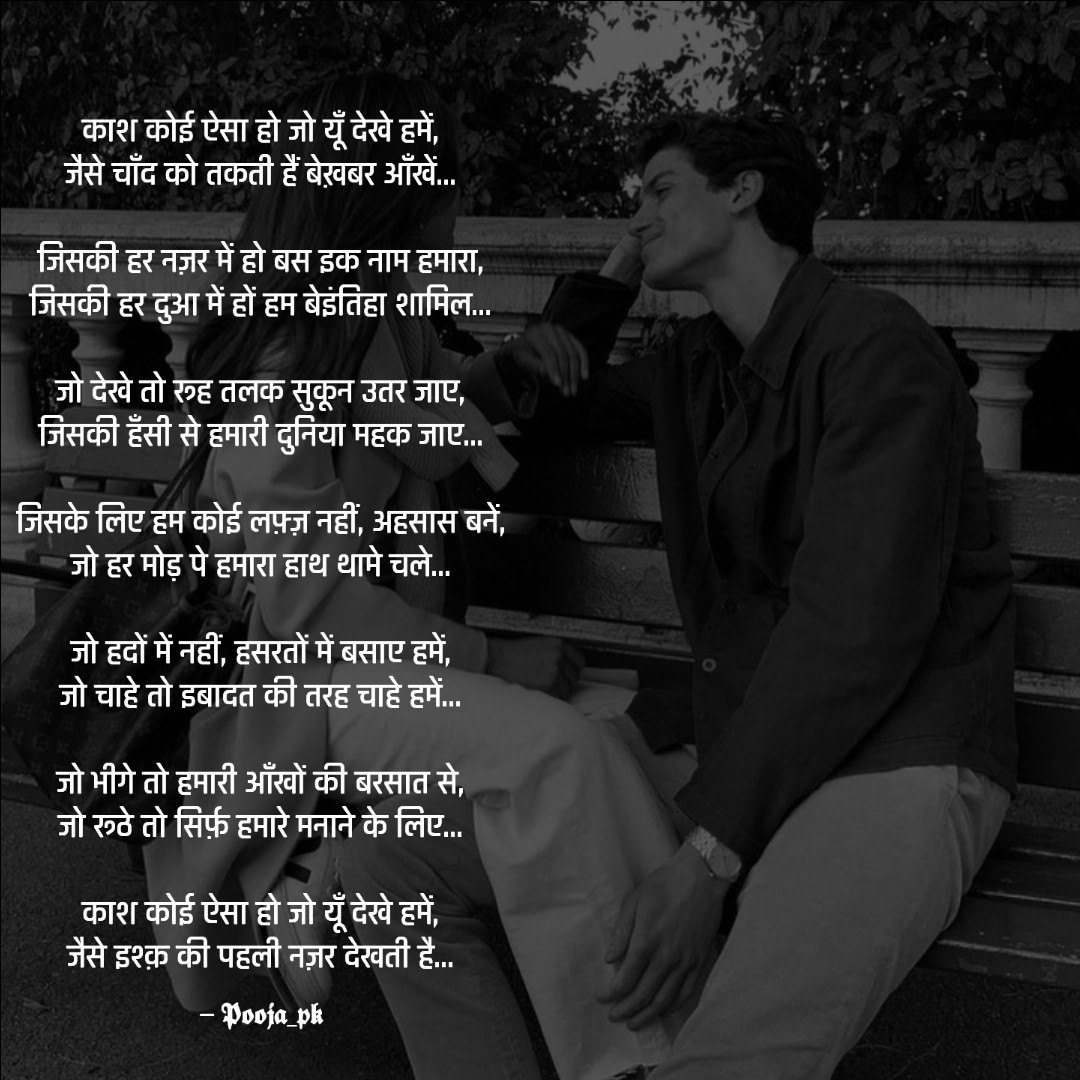 काश कोई ऐसा हो जो यूँ देखे हमें,
जैसे चाँद को तकती हैं बेख़बर आँखें...
जिसकी हर नज़र में हो बस इक नाम हमारा,
जिसकी हर दुआ में हों हम बेइंतिहा शामिल...
जो देखे तो रूह तलक सुकून उतर जाए,
जिसकी हँसी से हमारी दुनिया महक जाए...
जिसके लिए हम कोई लफ़्ज़ नहीं, अहसास बनें,
जो हर मोड़ पे हमारा हाथ थामे चले...
जो हदों में नहीं, हसरतों में बसाए हमें,
जो चाहे तो इबादत की तरह चाहे हमें...
जो भीगे तो हमारी आँखों की बरसात से,
जो रूठे तो सिर्फ़ हमारे मनाने के लिए...
काश कोई ऐसा हो जो यूँ देखे हमें,
जैसे इश्क़ की पहली नज़र देखती है...
– Pooja_pk